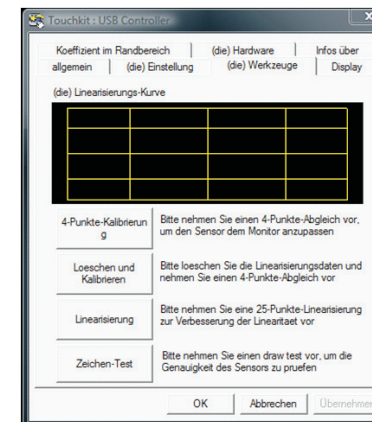 Touchkit : USB Controller
Koeffizient im Randbereich (die) Hardware Infos über
allgemein (die) Einstellung (die) Werkzeuge Display
(die) Linearisierungs-Kurve
4-Punkte-Kalibrierun
g
Bitte nehmen Sie einen 4-Punkte-Abgleich vor,
um den Sensor dem Monitor anzupassen
Loeschen und
Kalibrieren
Bitte loeschen Sie die Linearisierungsdaten und
nehmen Sie einen 4-Punkte-Abgleich vor
Linearisierung
Bitte nehmen Sie eine 25-Punkte-Linearisierung
zur Verbesserung der Lineartaet vor
Zeichen-Test
Bitte nehmen Sie einen draw test vor, um die
Genauigkeit des Sensors zu pruefen
OK Abbrechen Übernehmen